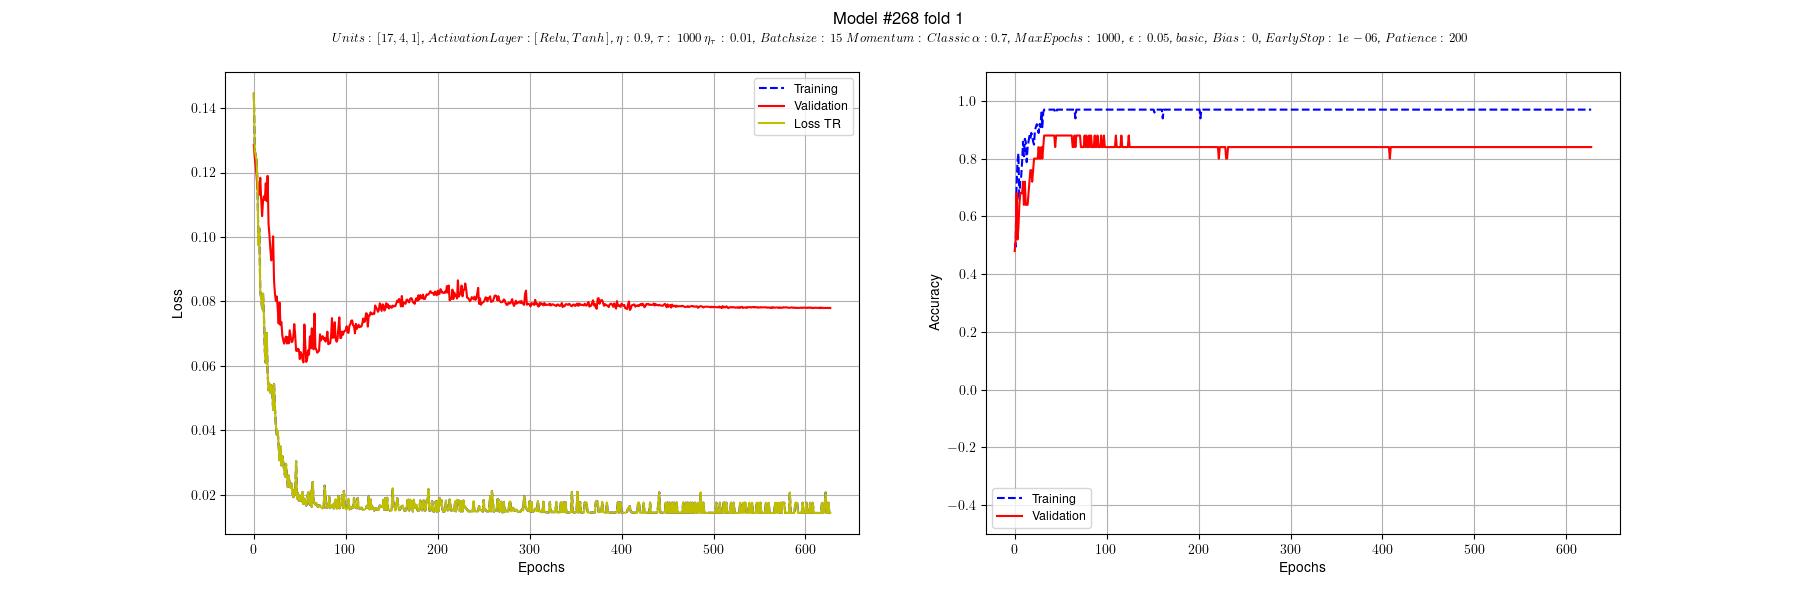 Model #268 fold 1
Units : [17, 4, 1], ActivationLayer : [Relu, Tanh], η : 0.9, τ : 1000 ητ : 0.01, Batchsize : 15 Momentum : Classic α : 0.7, MaxEpochs : 1000, ϵ : 0.05, basic, Bias : 0, EarlyStop : 1e − 06, Patience : 200
Training
Validation
Loss TR
0.14
0.12
0.10
0.08
0.06
0.04
0.02
Loss
0 100 200 300 400 500 600
Epochs
1.0
0.8
0.6
0.4
0.2
0.0
−0.2
−0.4
Accuracy
Training
Validation
0 100 200 300 400 500 600
Epochs